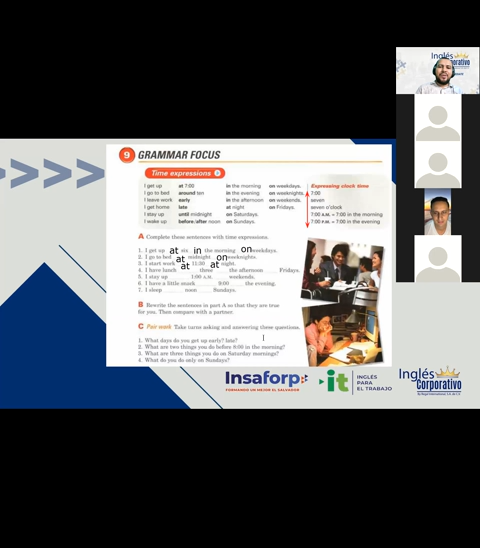 Inglés
Corporativo
9 GRAMMAR FOCUS
Time expressions
I get up at 7:00 in the morning on weekdays.
I go to bed around ten in the evening on weeknights.
I leave work early in the afternoon on weekends.
I get home late at night on Fridays.
I stay up until midnight on Saturdays.
I wake up before/after noon on Sundays.
Expressing clock time
7:00
seven
seven o'clock
7:00 A.M. = 7:00 in the morning
7:00 P.M. = 7:00 in the evening
A Complete these sentences with time expressions.
1. I get up at six in the morning on weekdays.
2. I go to bed at midnight on weeknights.
3. I start work at 11:30 at night.
4. I have lunch three the afternoon Fridays.
5. I stay up 1:00 A.M. weekends.
6. I have a little snack 9:00 the evening.
7. I sleep noon Sundays.
B Rewrite the sentences in part A so that they are true
for you. Then compare with a partner.
C Pair work Take turns asking and answering these questions.
1. What days do you get up early? late?
2. What are two things you do before 8:00 in the morning?
3. What are three things you do on Saturday mornings?
4. What do you do only on Sundays?
Insaforp
FORMANDO UN MEJOR EL SALVADOR
it
INGLÉS
PARA
EL TRABAJO
Inglés
Corporativo